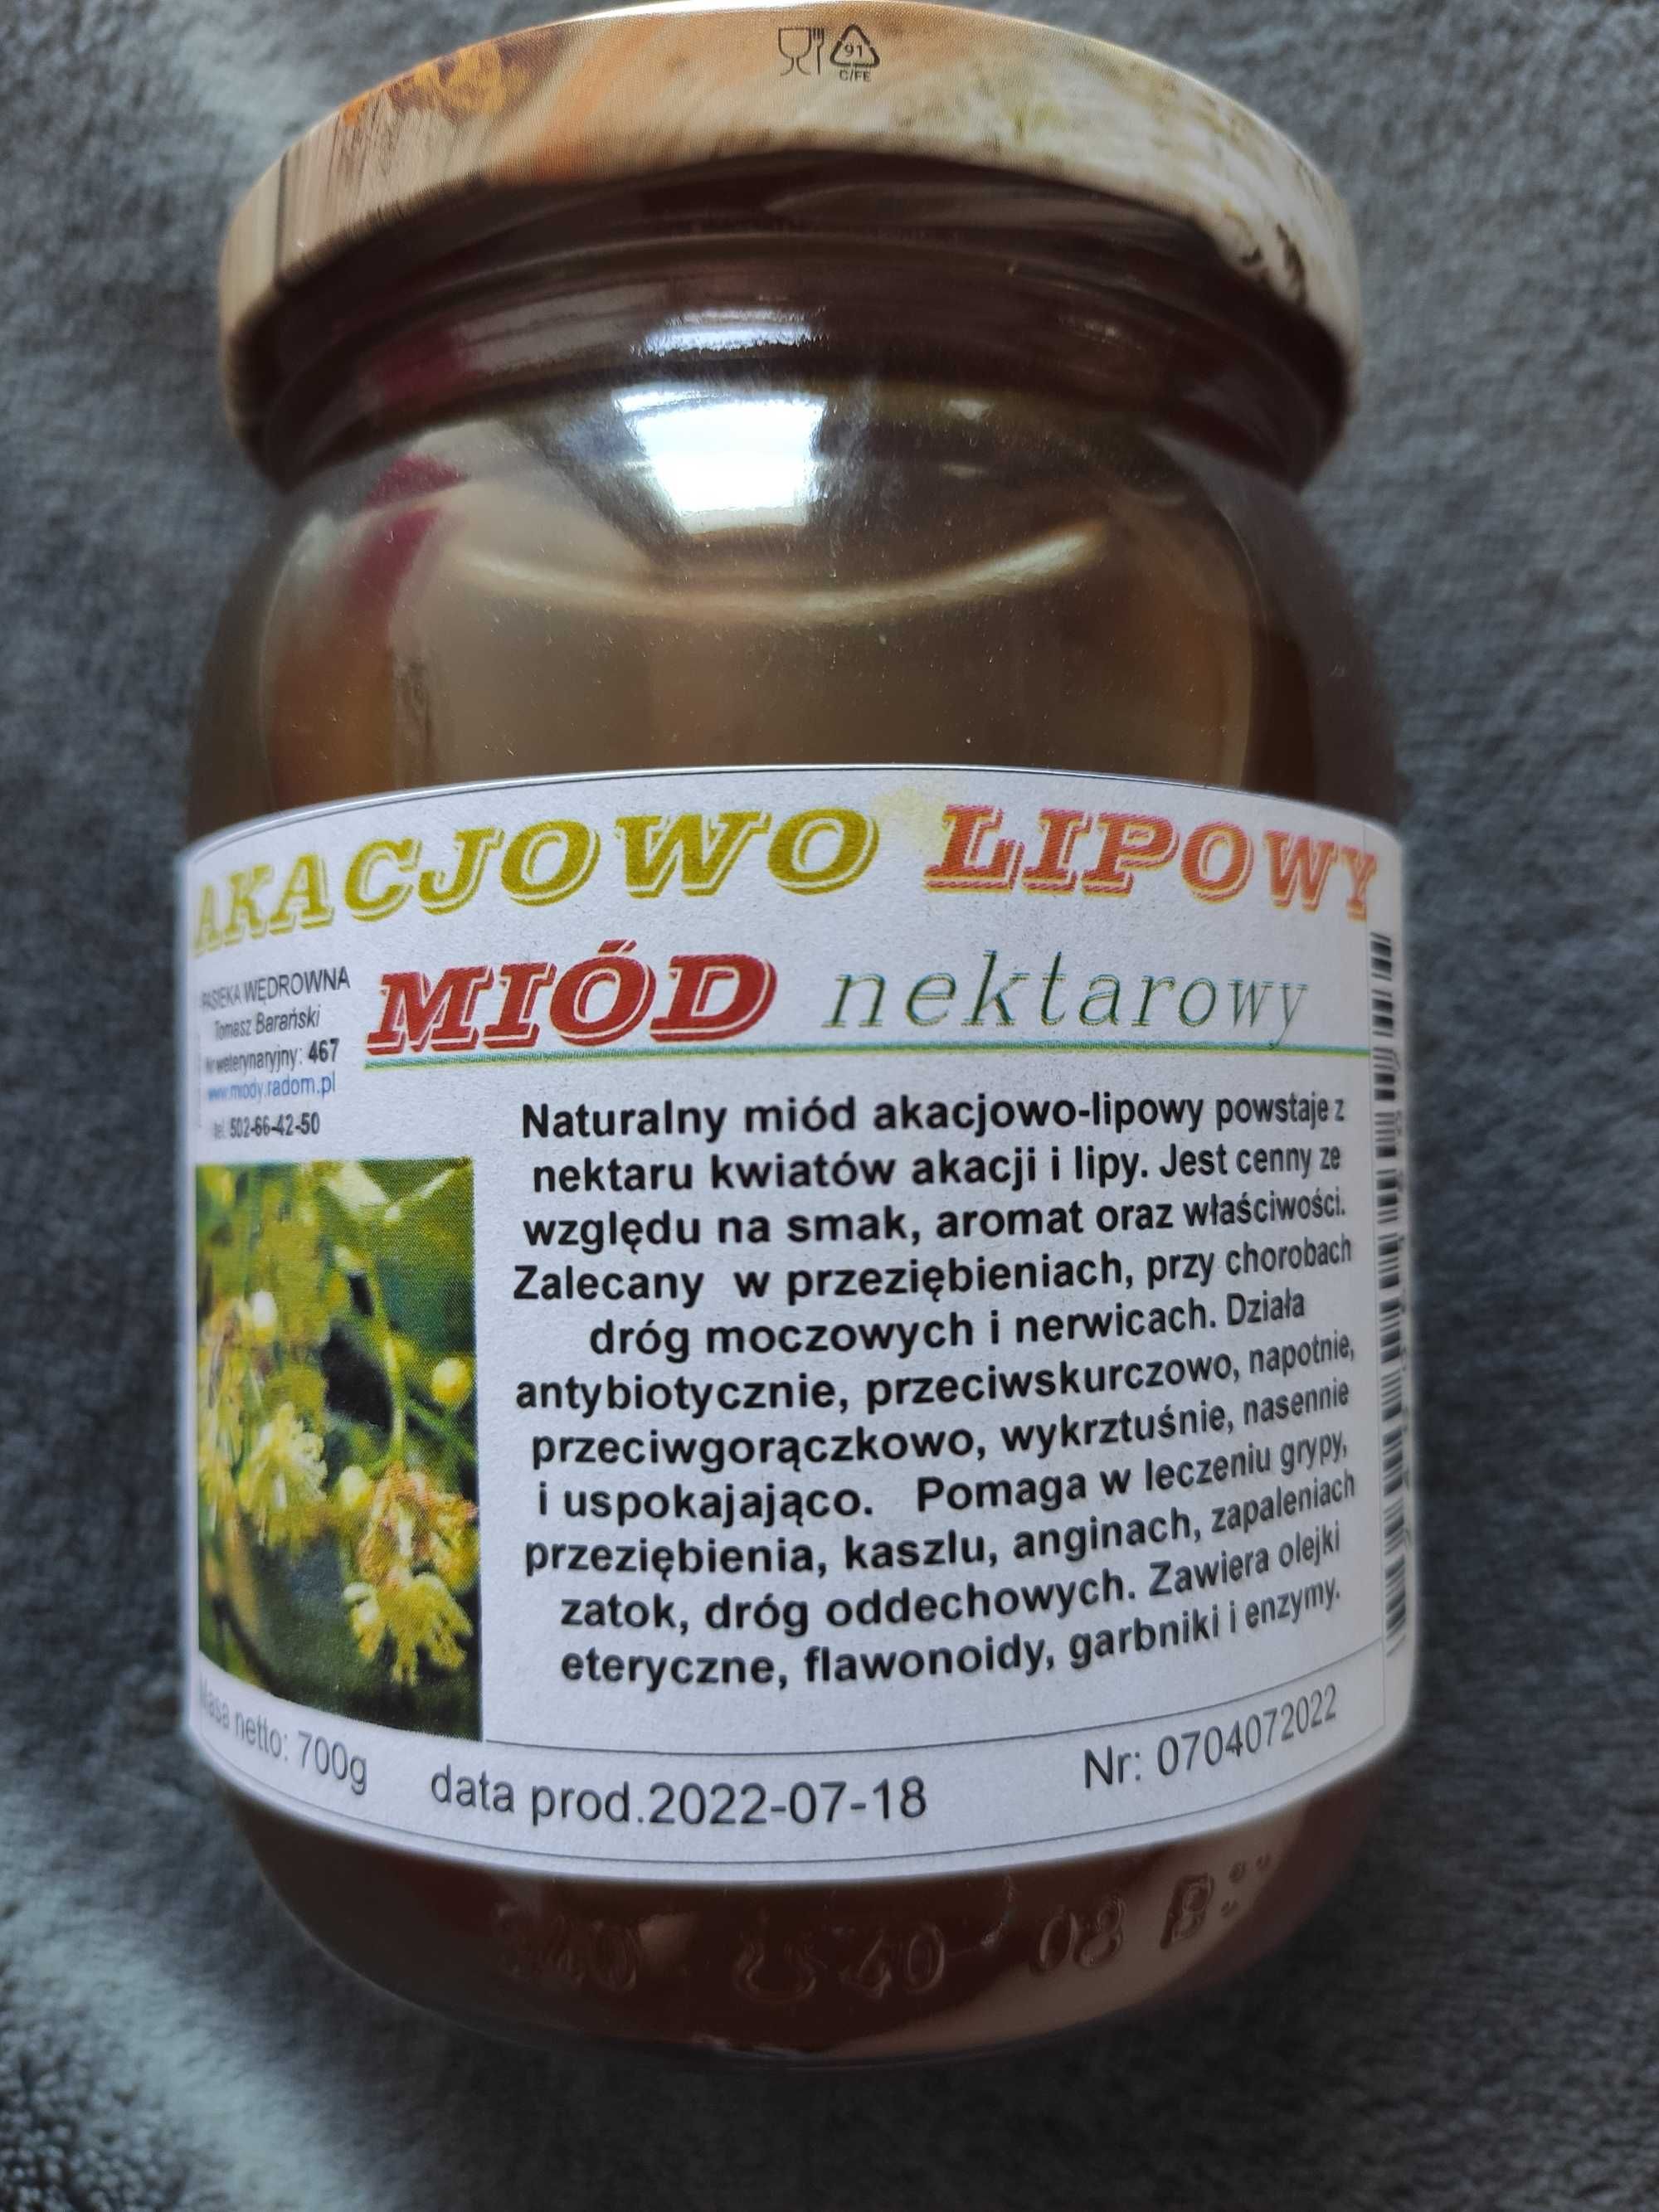 91
C/FE
AKACJOWO LIPOWY
MIÓD nektarowy
PASIEKA WĘDROWNA
Tomasz Barański
Nr weterynaryjny: 467
www.miody.radom.pl
tel. 502-66-42-50
Naturalny miód akacjowo-lipowy powstaje z
nektaru kwiatów akacji i lipy. Jest cenny ze
względu na smak, aromat oraz właściwości.
Zalecany w przeziębieniach, przy chorobach
dróg moczowych i nerwicach. Działa
antybiotycznie, przeciwskurczowo, napotnie,
przeciwgorączkowo, wykrztuśnie, nasennie
i uspokajająco. Pomaga w leczeniu grypy,
przeziębienia, kaszlu, anginach, zapaleniach
zatok, dróg oddechowych. Zawiera olejki
eteryczne, flawonoidy, garbniki i enzymy.
Masa netto: 700g
data prod.2022-07-18
Nr: 0704072022